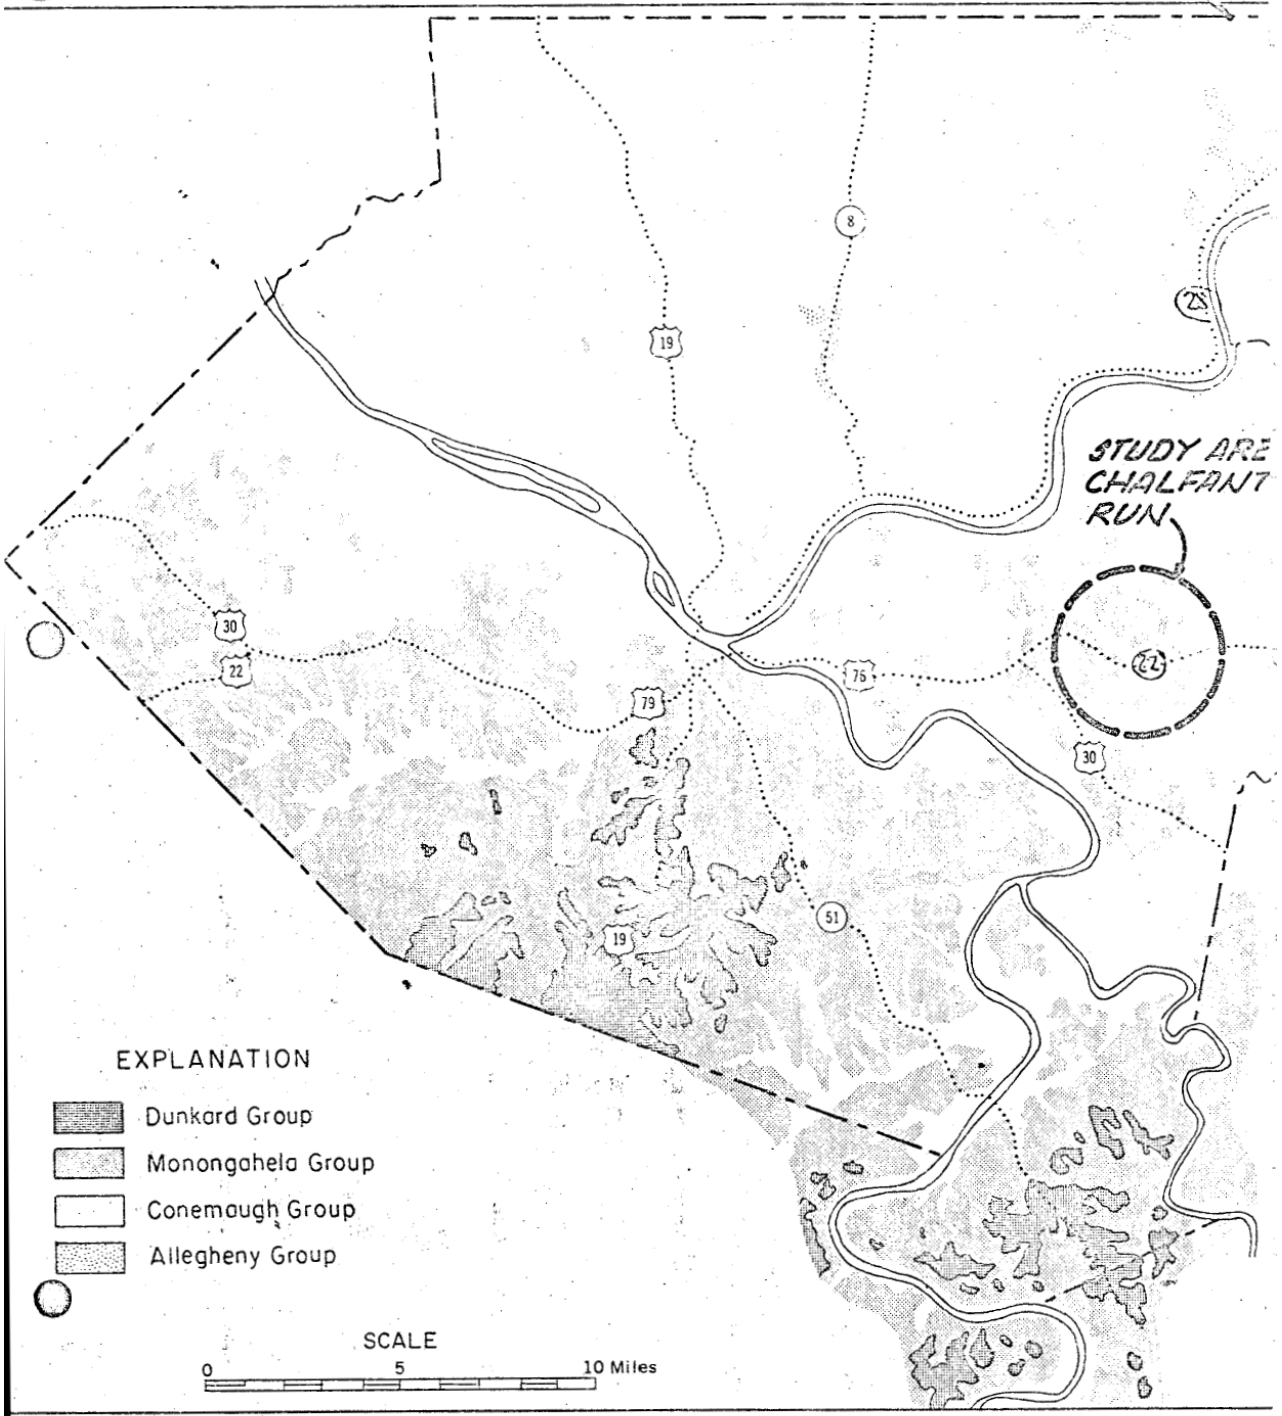 8
19
28
STUDY ARE
CHALFANT
RUN
30
22
76
22
79
30
51
19
EXPLANATION
Dunkard Group
Monongahela Group
Conemaugh Group
Allegheny Group
SCALE
0 5 10 Miles